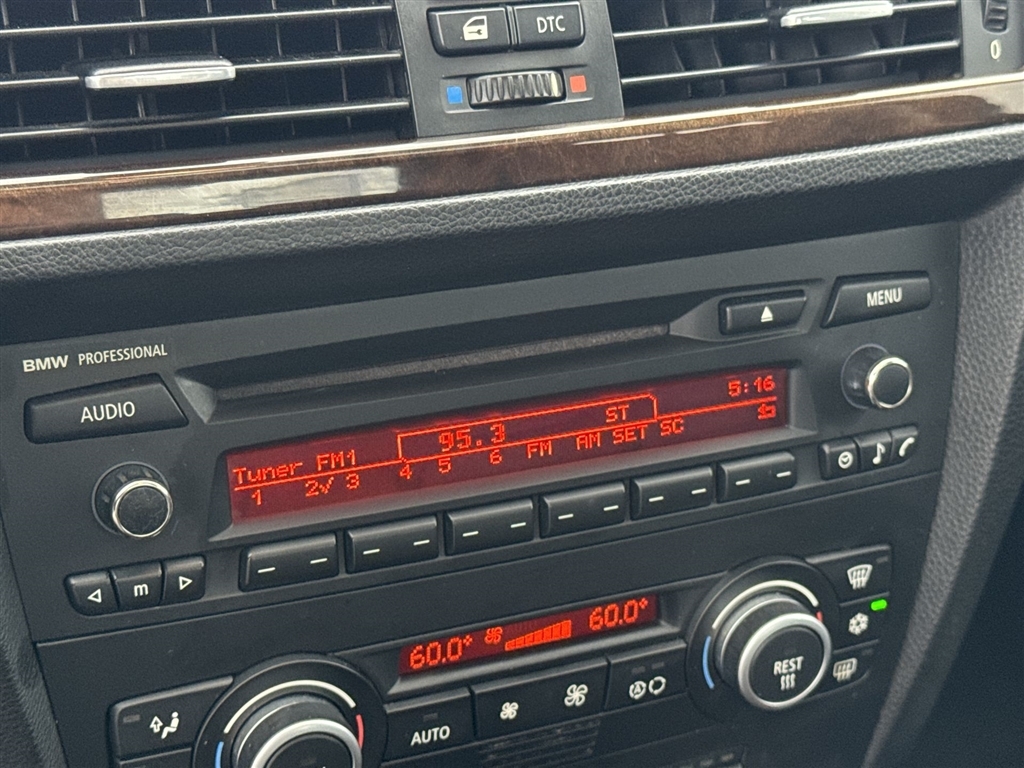 DTC
0
MENU
BMW PROFESSIONAL
AUDIO
5:16
95.3 ST
Tuner FM1
1 2√ 3 4 5 6 FM AM SET SC
m
60.0° 60.0°
REST
AUTO